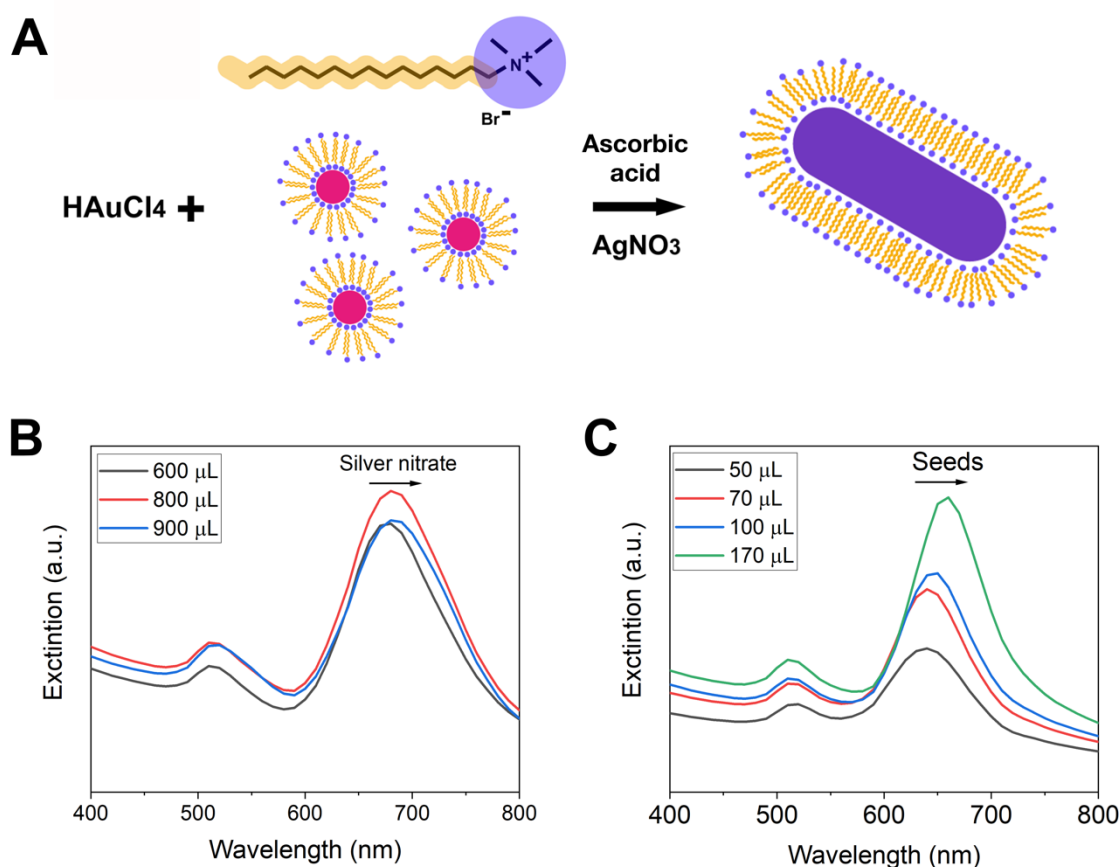 A
N+
Br-
HAuCl4 +
Ascorbic
acid
AgNO3
B
Silver nitrate
600 μL
800 μL
900 μL
Exctintion (a.u.)
400 500 600 700 800
Wavelength (nm)
C
Seeds
50 μL
70 μL
100 μL
170 μL
Exctintion (a.u.)
400 500 600 700 800
Wavelength (nm)